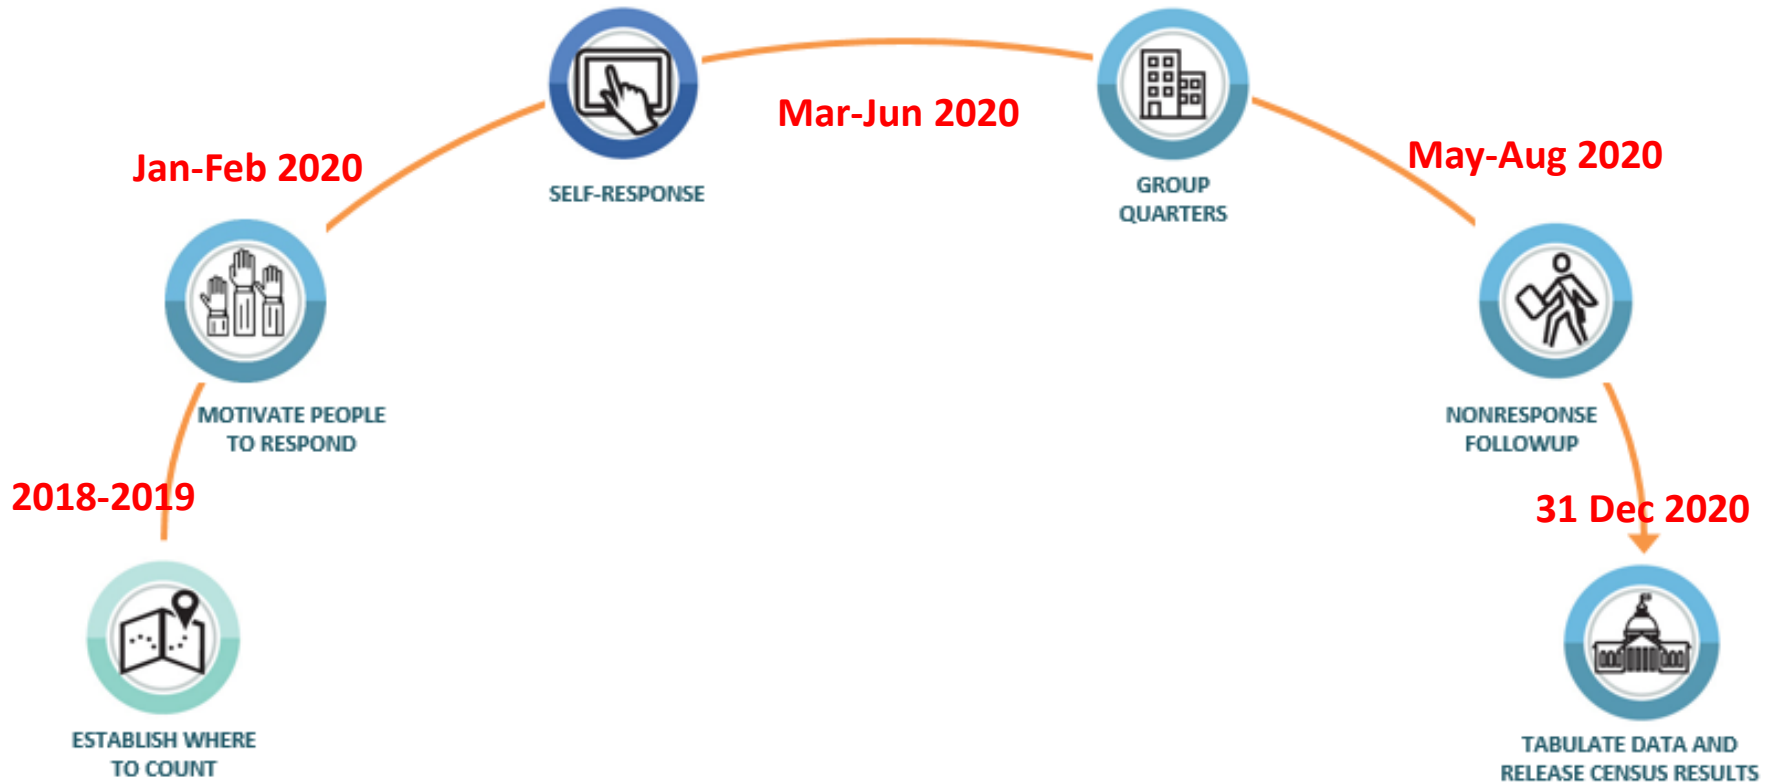 Mar-Jun 2020
Jan-Feb 2020
May-Aug 2020
SELF-RESPONSE
GROUP
QUARTERS
MOTIVATE PEOPLE
TO RESPOND
NONRESPONSE
FOLLOWUP
2018-2019
31 Dec 2020
ESTABLISH WHERE
TO COUNT
TABULATE DATA AND
RELEASE CENSUS RESULTS